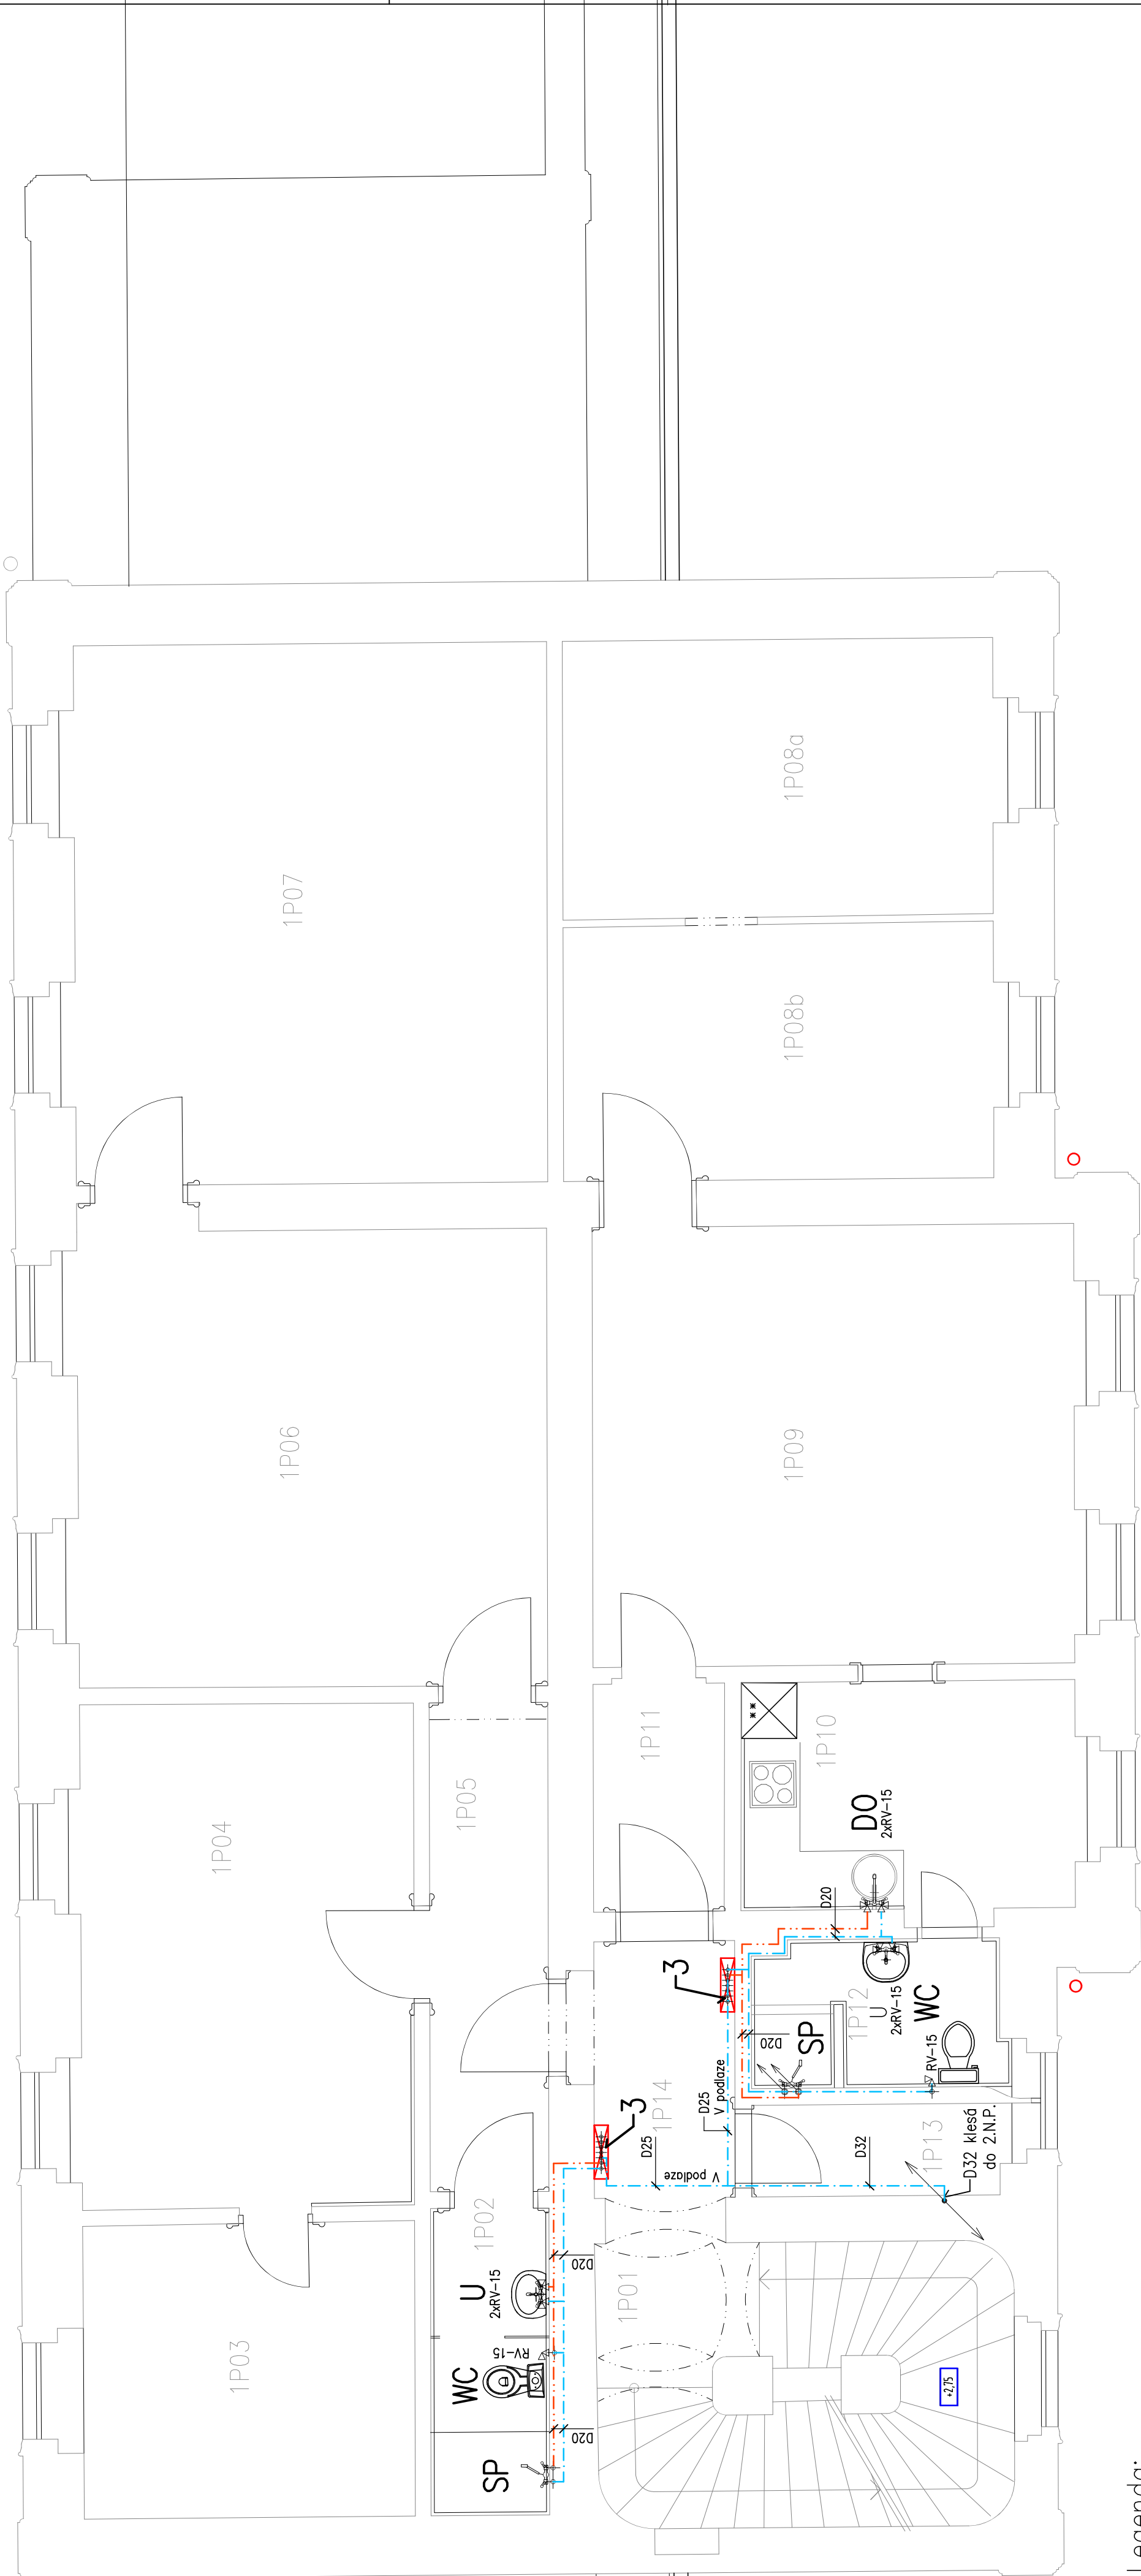 1P08a
1P07
1P08b
1P06
1P09
1P11
1P10
1P05
1P04
DO
2xRV-15
D20
3
1P12
U
2xRV-15
WC
RV-15
SP
D20
3
1P14
D25
V podlaze
D25
V podlaze
1P13
D32
D32 klesá
do 2.N.P.
1P02
D20
U
2xRV-15
RV-15
WC
D20
SP
1P01
1P03
+2,75
Legenda: